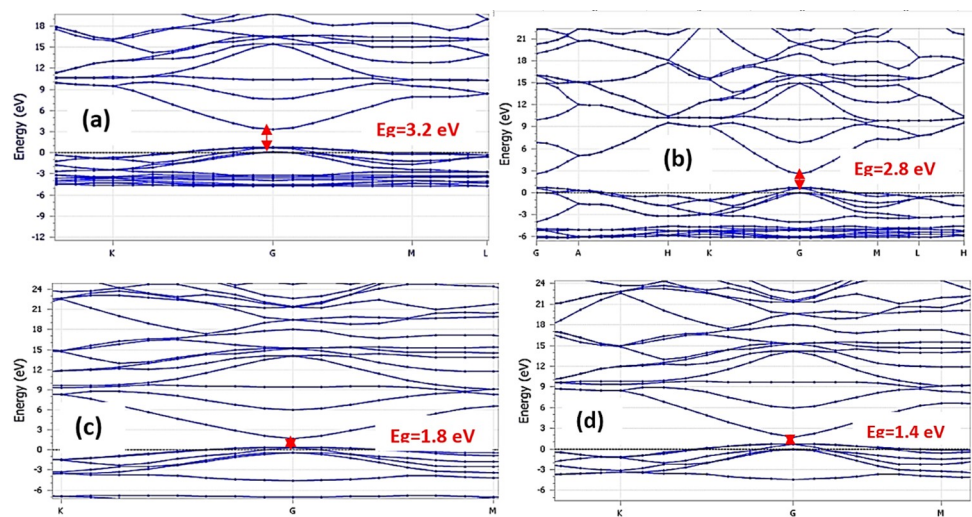 18
15
12
9
6
3
0
-3
-6
-9
-12
Energy (eV)
(a)
Eg=3.2 eV
K
G
M
L
21
18
15
12
9
6
3
0
-3
-6
Energy (eV)
(b)
Eg=2.8 eV
G
A
H
K
G
M
L
H
24
21
18
15
12
9
6
3
0
-3
-6
Energy (eV)
(c)
Eg=1.8 eV
K
G
M
24
21
18
15
12
9
6
3
0
-3
-6
Energy (eV)
(d)
Eg=1.4 eV
K
G
M